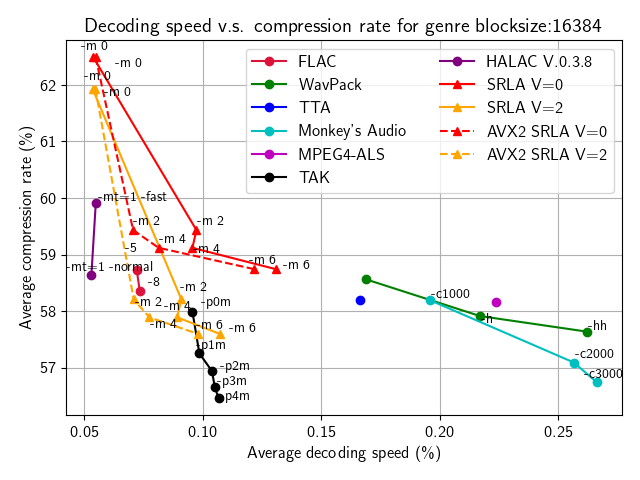 Decoding speed v.s. compression rate for genre blocksize:16384
FLAC
WavPack
TTA
Monkey's Audio
MPEG4-ALS
TAK
HALAC V.0.3.8
SRLA V=0
SRLA V=2
AVX2 SRLA V=0
AVX2 SRLA V=2
Average compression rate (%)
62
61
60
59
58
57
-m 0
-m 0
-m 0
-m 0
-mt=1 -fast
-m 2
-m 2
-m 4
-m 4
-5
-mt=1 -normal
-m 6
-m 6
-8
-m 2
-m 2
-m 4
-p0m
-m 4
-m 6
-m 6
-p1m
-p2m
-p3m
-p4m
-c1000
-h
-hh
-c2000
-c3000
0.05
0.10
0.15
0.20
0.25
Average decoding speed (%)